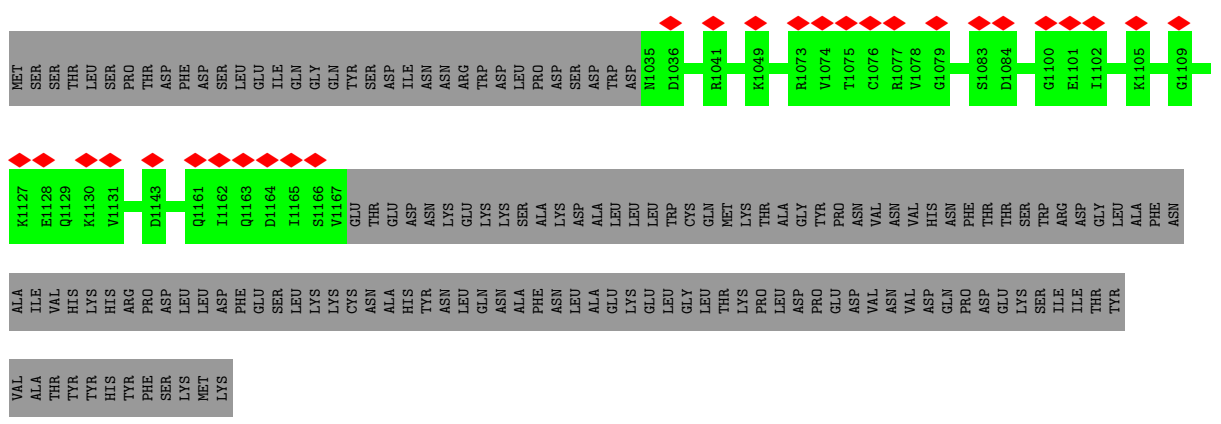 MET SER SER THR LEU SER PRO THR ASP PHE ASP SER LEU GLU ILE GLN GLY GLN TYR SER ASP ILE ASN ASN ARG TRP ASP LEU PRO ASP SER ASP TRP ASP N1035 D1036 R1041 K1049 R1073 V1074 T1075 C1076 R1077 V1078 G1079 S1083 D1084 G1100 E1101 I1102 K1105 G1109
K1127 E1128 Q1129 K1130 V1131 D1143 Q1161 I1162 Q1163 D1164 I1165 S1166 V1167 GLU THR GLU ASP ASN LYS GLU LYS LYS SER ALA LYS ASP ALA LEU LEU LEU TRP CYS GLN MET LYS THR ALA GLY TYR PRO ASN VAL ASN VAL HIS ASN PHE THR THR SER TRP ARG ASP GLY LEU ALA PHE ASN
ALA ILE VAL HIS LYS HIS ARG PRO ASP LEU LEU ASP PHE GLU SER LEU LYS LYS CYS ASN ALA HIS TYR ASN LEU GLN ASN ALA PHE ASN LEU ALA GLU LYS GLU LEU GLY LEU THR LYS PRO LEU ASP PRO GLU ASP VAL ASN VAL ASP GLN PRO ASP GLU LYS SER ILE ILE THR TYR
VAL ALA THR TYR TYR HIS TYR PHE SER LYS MET LYS